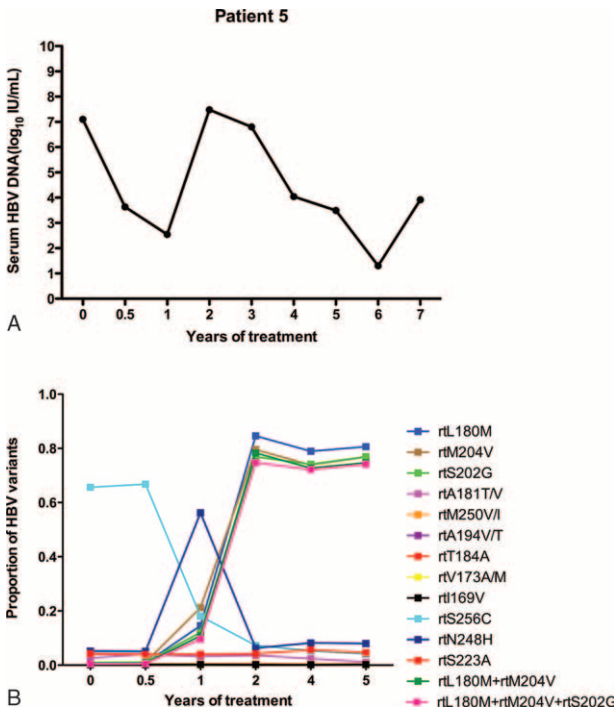 Patient 5
Serum HBV DNA(log10 IU/mL)
10
9
8
7
6
5
4
3
2
1
0
0 0.5 1 2 3 4 5 6 7
Years of treatment
A
Proportion of HBV variants
1.0
0.8
0.6
0.4
0.2
0.0
0 0.5 1 2 4 5
Years of treatment
B
rtL180M
rtM204V
rtS202G
rtA181T/V
rtM250V/I
rtA194V/T
rtT184A
rtV173A/M
rtI169V
rtS256C
rtN248H
rtS223A
rtL180M+rtM204V
rtL180M+rtM204V+rtS202G